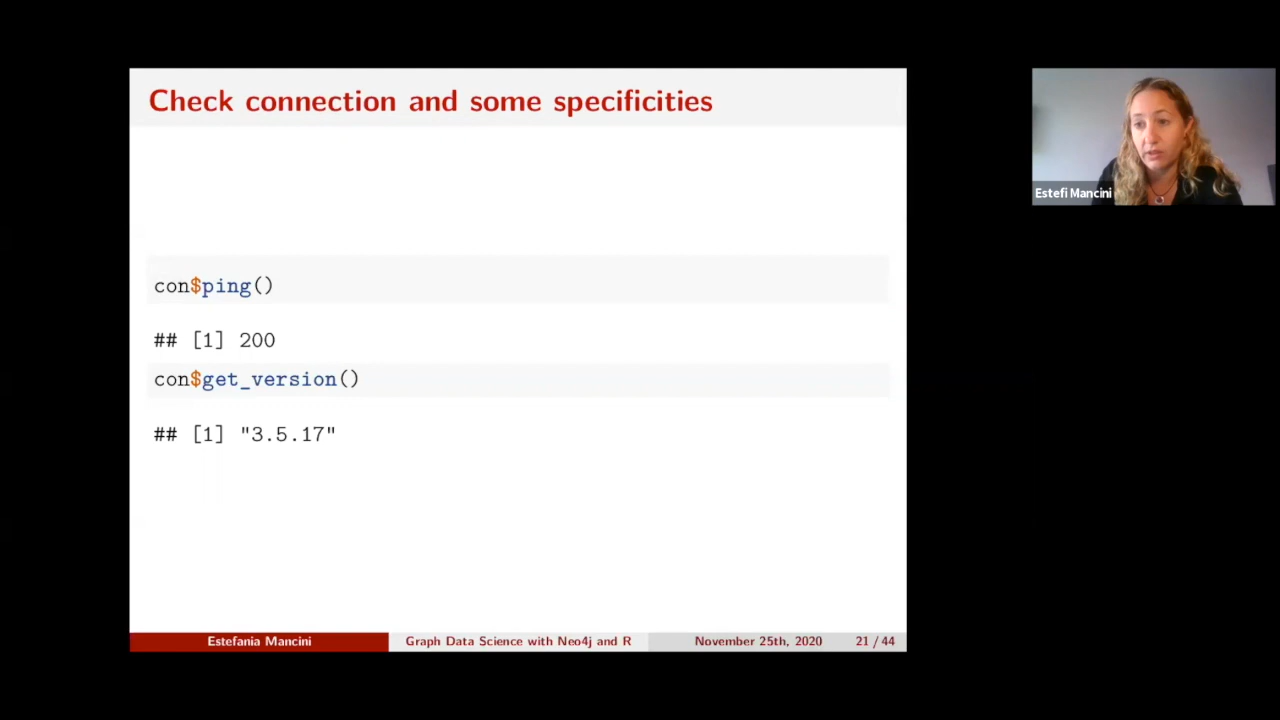 Check connection and some specificities
con$ping()
## [1] 200
con$get_version()
## [1] "3.5.17"
Estefania Mancini
Graph Data Science with Neo4j and R
November 25th, 2020
21 / 44
Estefi Mancini